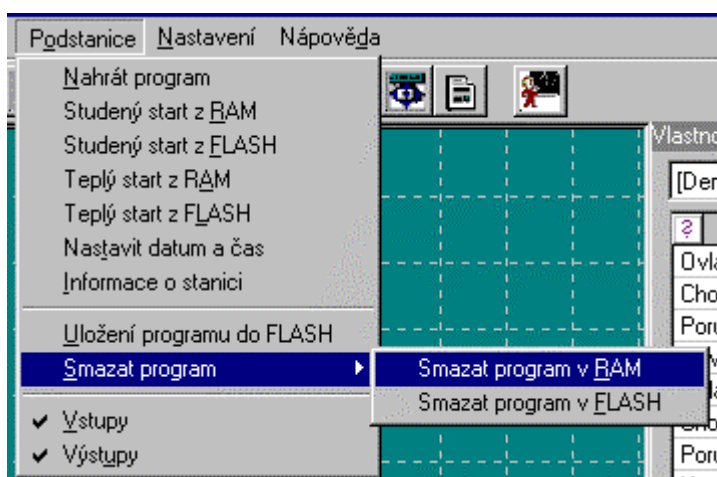 Podstanice Nastavení Nápověda
Nahrát program
Studený start z RAM
Studený start z FLASH
Teplý start z RAM
Teplý start z FLASH
Nastavit datum a čas
Informace o stanici
Uložení programu do FLASH
Smazat program
Smazat program v RAM
Smazat program v FLASH
Vstupy
Výstupy
Vlastno
[Der
?
Ovla
Cho
Poru
Cho
Poru